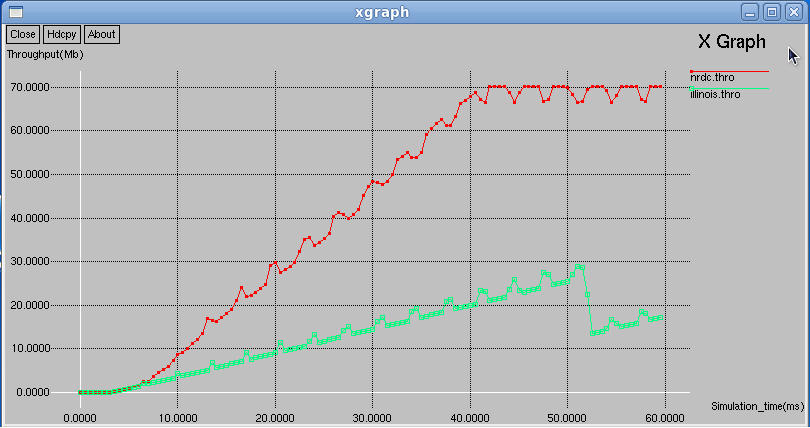 xgraph
Close Hdcpy About
X Graph
Throughput(Mb)
nrdc.thro
illinois.thro
70.0000
60.0000
50.0000
40.0000
30.0000
20.0000
10.0000
0.0000
Simulation_time(ms)
0.0000 10.0000 20.0000 30.0000 40.0000 50.0000 60.0000